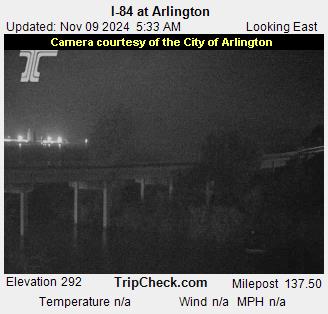 I-84 at Arlington
Updated: Nov 09 2024 5:33 AM Looking East
Camera courtesy of the City of Arlington
Elevation 292 TripCheck.com Milepost 137.50
Temperature n/a Wind n/a MPH n/a